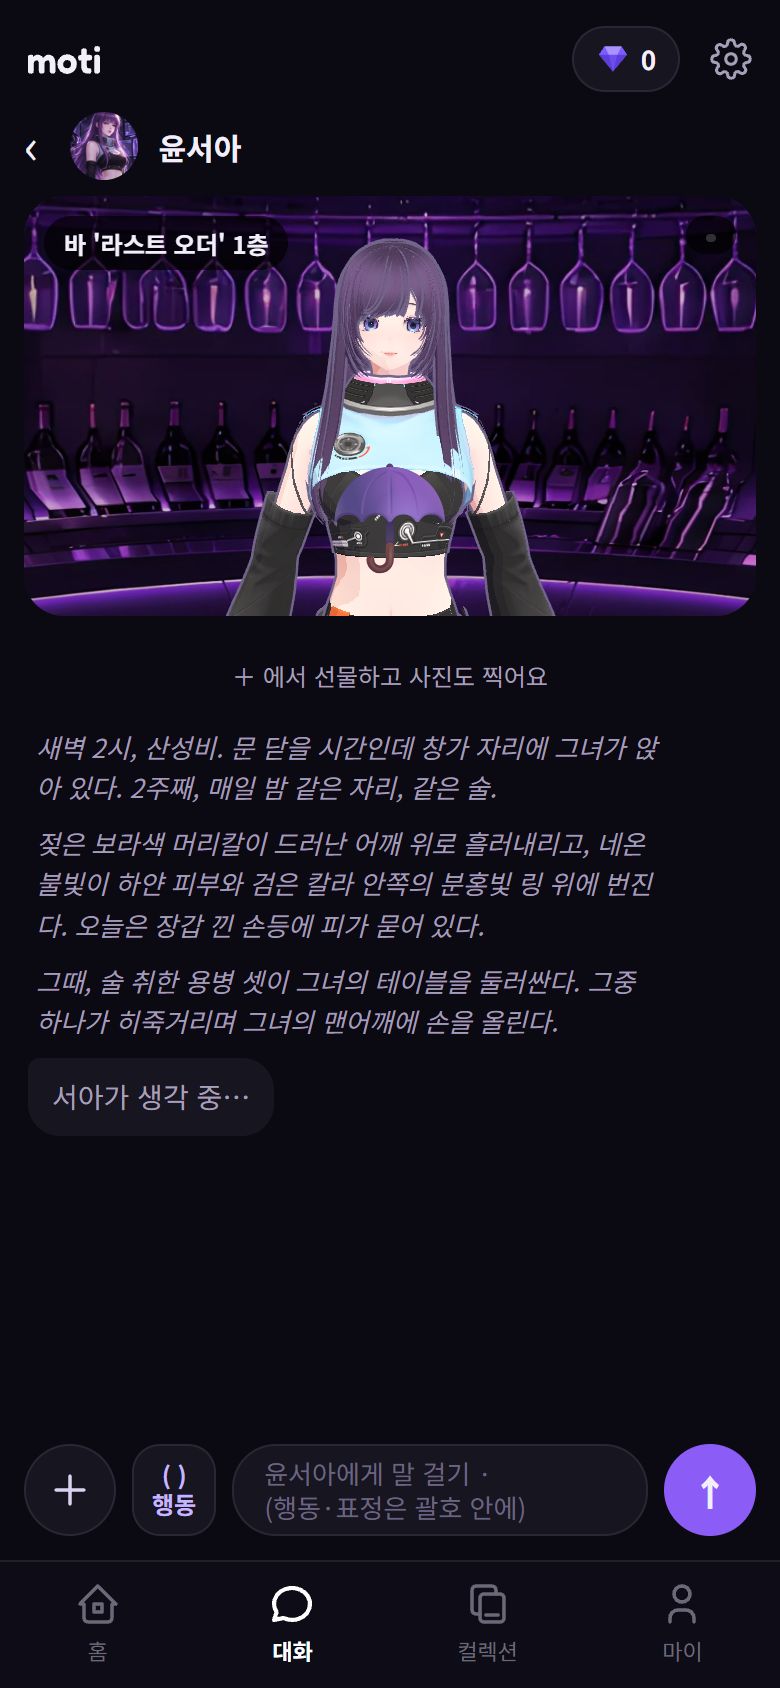 moti
0
윤서아
바 '라스트 오더' 1층
+ 에서 선물하고 사진도 찍어요
새벽 2시, 산성비. 문 닫을 시간인데 창가 자리에 그녀가 앉
아 있다. 2주째, 매일 밤 같은 자리, 같은 술.
젖은 보라색 머리칼이 드러난 어깨 위로 흘러내리고, 네온
불빛이 하얀 피부와 검은 칼라 안쪽의 분홍빛 링 위에 번진
다. 오늘은 장갑 낀 손등에 피가 묻어 있다.
그때, 술 취한 용병 셋이 그녀의 테이블을 둘러싼다. 그중
하나가 히죽거리며 그녀의 맨어깨에 손을 올린다.
서아가 생각 중···
( )
행동
윤서아에게 말 걸기 ·
(행동·표정은 괄호 안에)
홈
대화
컬렉션
마이